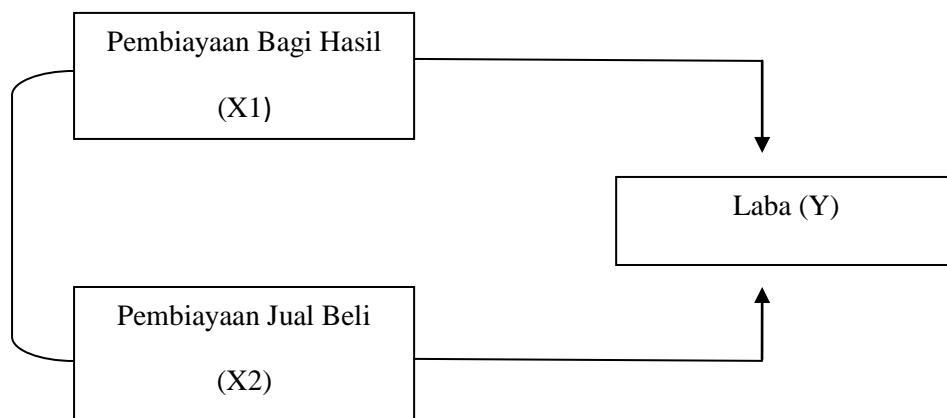 Pembiayaan Bagi Hasil
(X1)
Laba (Y)
Pembiayaan Jual Beli
(X2)